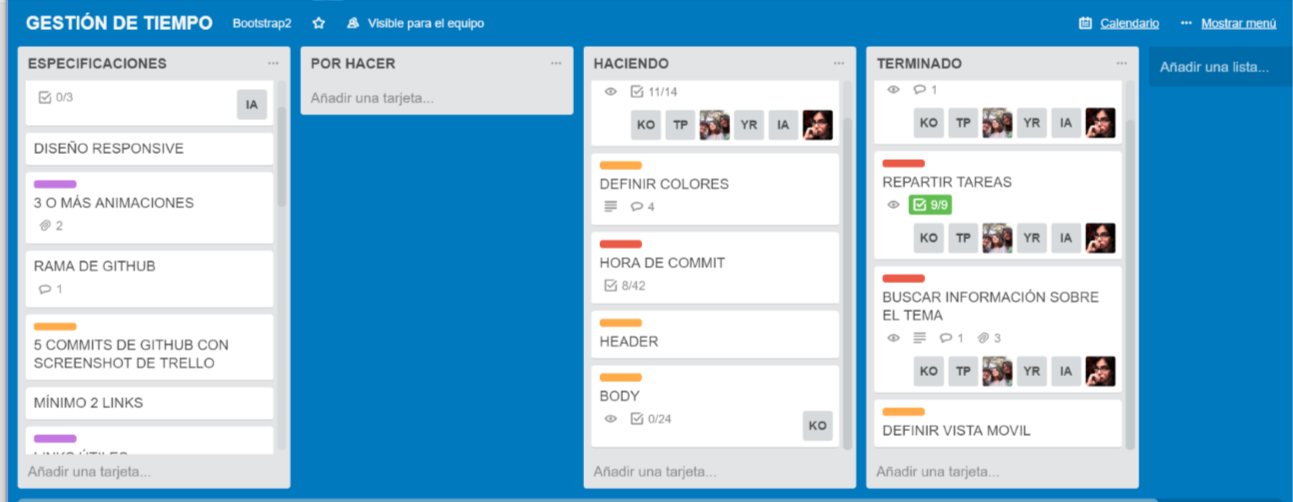 GESTIÓN DE TIEMPO Bootstrap2 Visible para el equipo Calendario ... Mostrar menú
ESPECIFICACIONES ...
0/3
IA
DISEÑO RESPONSIVE
3 O MÁS ANIMACIONES
2
RAMA DE GITHUB
1
5 COMMITS DE GITHUB CON
SCREENSHOT DE TRELLO
MÍNIMO 2 LINKS
LINKS ÚTILES
Añadir una tarjeta...
POR HACER ...
Añadir una tarjeta...
HACIENDO ...
11/14
KO TP YR IA
DEFINIR COLORES
4
HORA DE COMMIT
8/42
HEADER
BODY
0/24
KO
Añadir una tarjeta...
TERMINADO ...
1
KO TP YR IA
REPARTIR TAREAS
9/9
KO TP YR IA
BUSCAR INFORMACIÓN SOBRE
EL TEMA
1 3
KO TP YR IA
DEFINIR VISTA MOVIL
Añadir una tarjeta...
Añadir una lista...